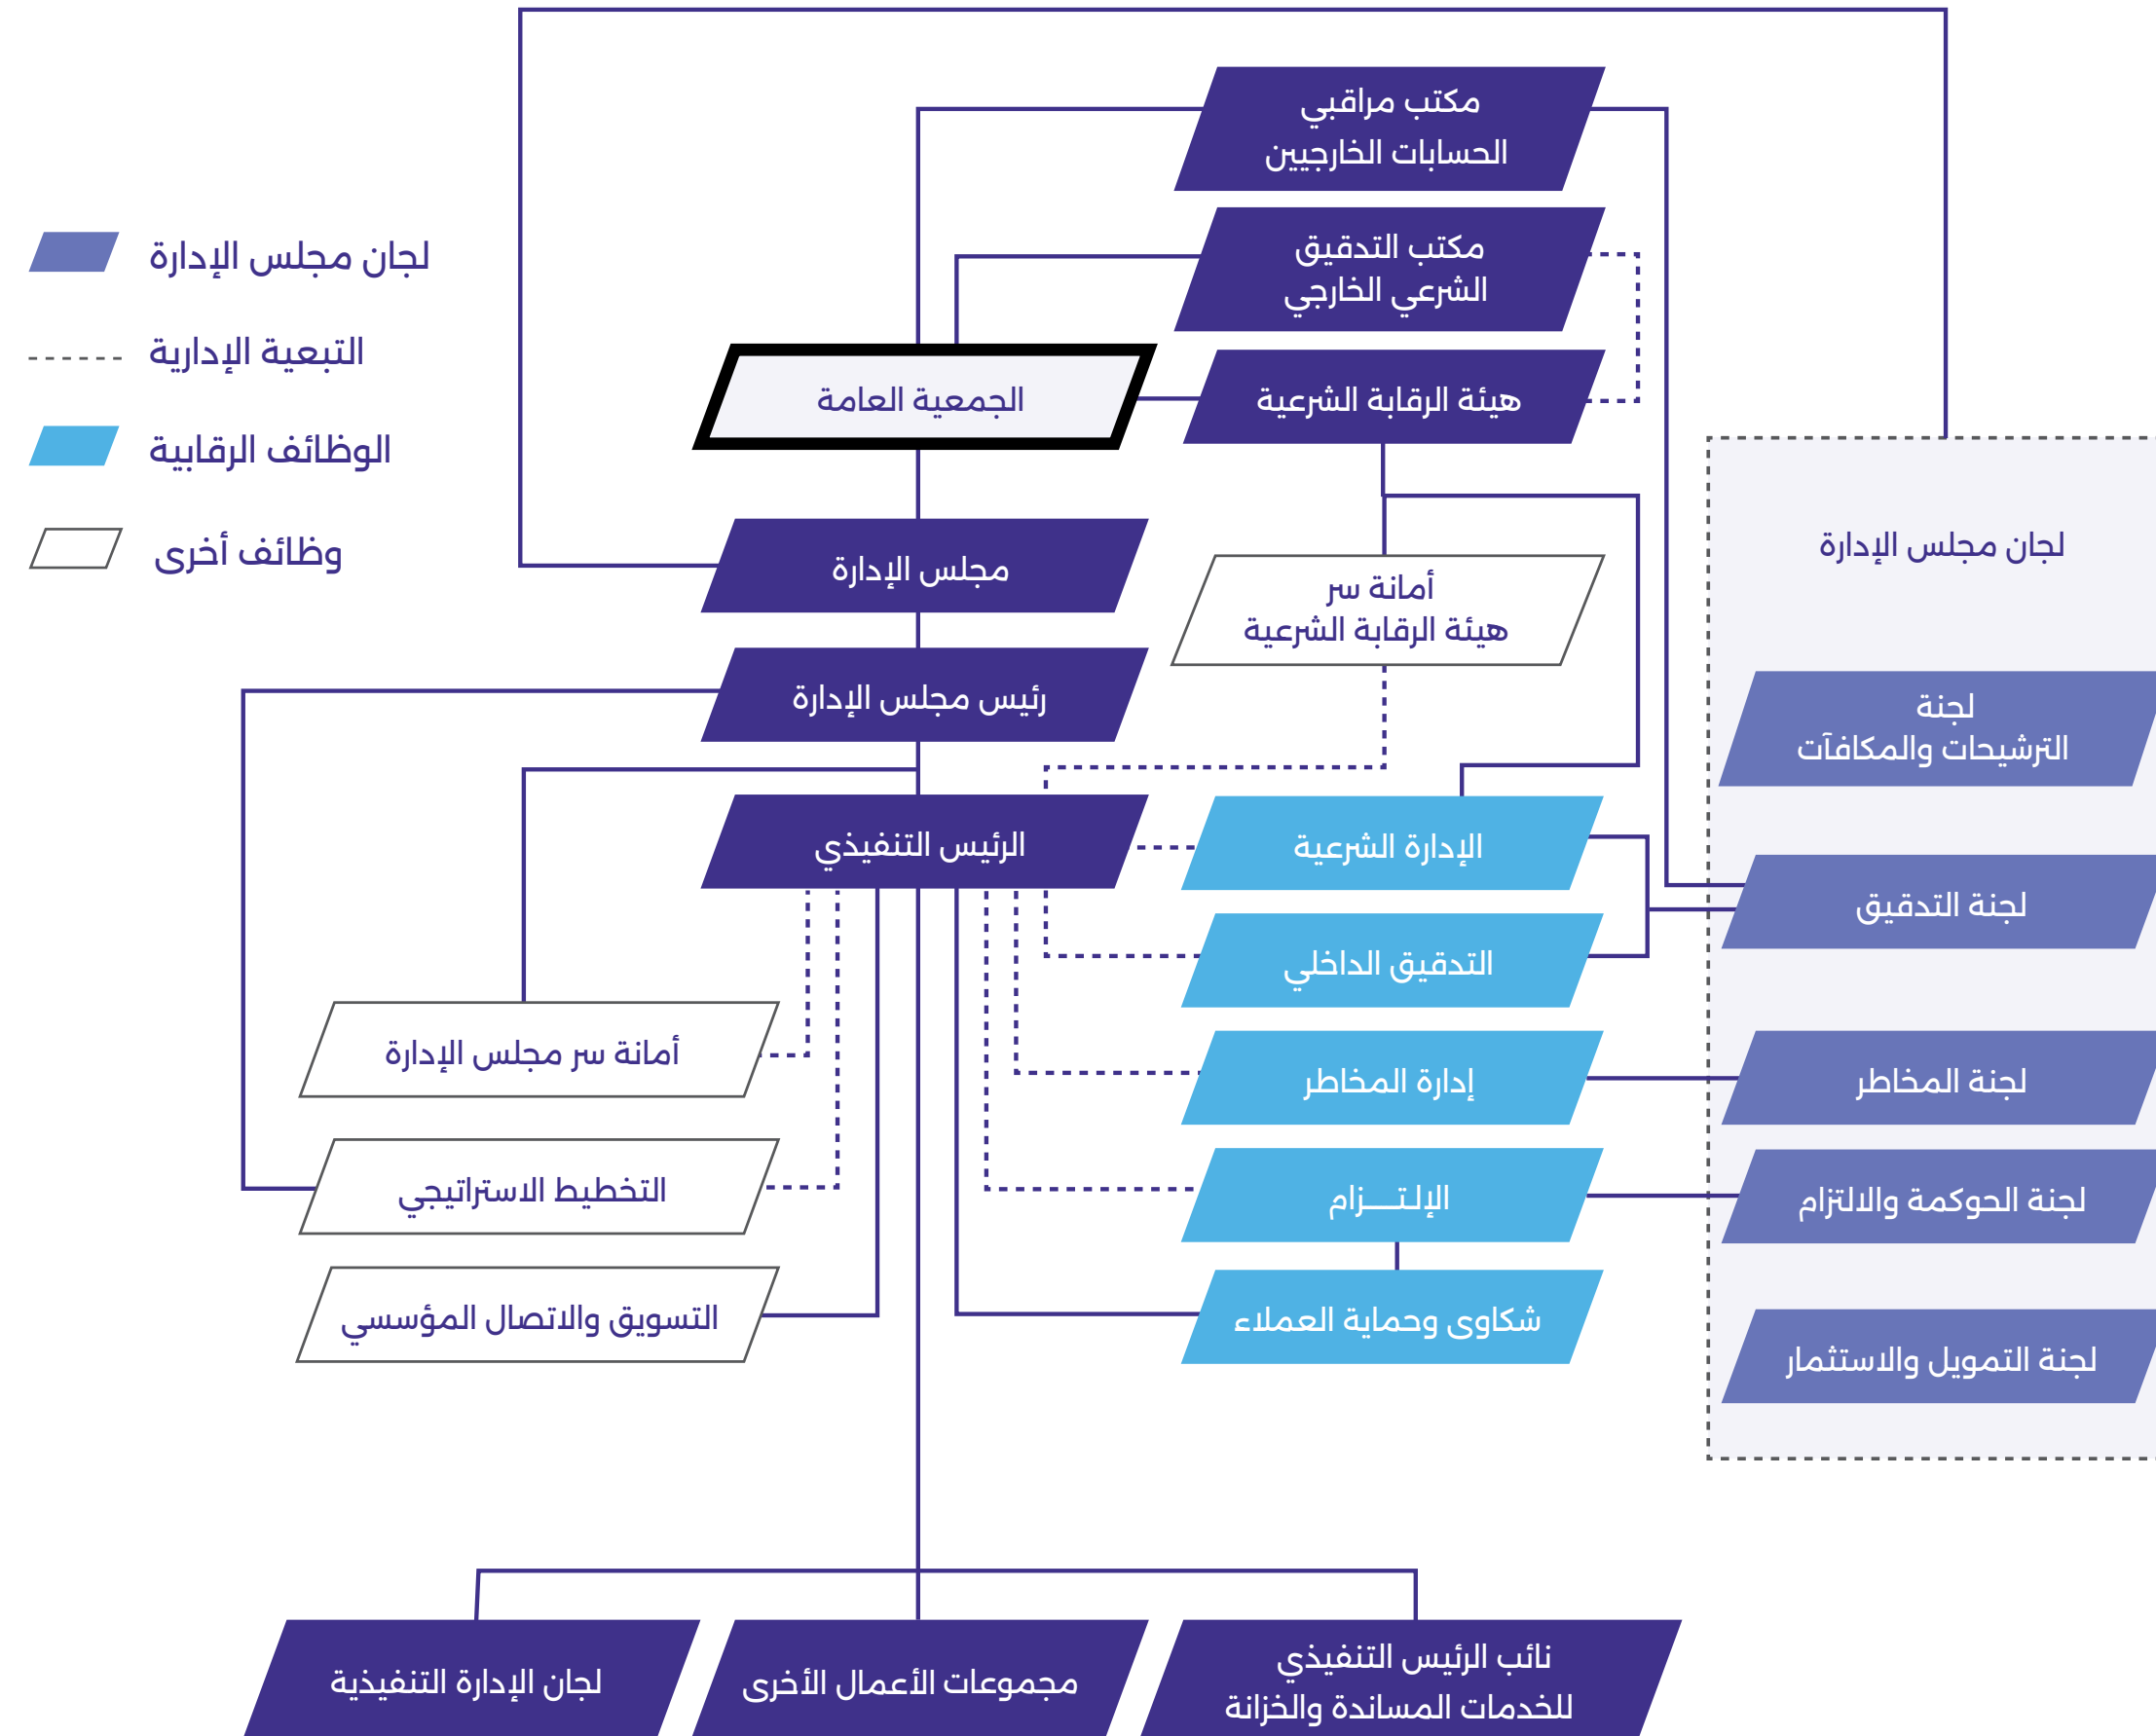 مكتب مراقبي
الحسابات الخارجيين
مكتب التدقيق
الشرعي الخارجي
الجمعية العامة
هيئة الرقابة الشرعية
لجان مجلس الإدارة
التبعية الإدارية
الوظائف الرقابية
وظائف أخرى
مجلس الإدارة
أمانة سر
هيئة الرقابة الشرعية
رئيس مجلس الإدارة
الرئيس التنفيذي
لجان مجلس الإدارة
لجنة
الترشيحات والمكافآت
لجنة التدقيق
لجنة المخاطر
لجنة الحوكمة والالتزام
لجنة التمويل والاستثمار
الإدارة الشرعية
التدقيق الداخلي
إدارة المخاطر
الإلـتــــزام
شكاوى وحماية العملاء
أمانة سر مجلس الإدارة
التخطيط الاستراتيجي
التسويق والاتصال المؤسسي
نائب الرئيس التنفيذي
للخدمات المساندة والخزانة
مجموعات الأعمال الأخرى
لجان الإدارة التنفيذية